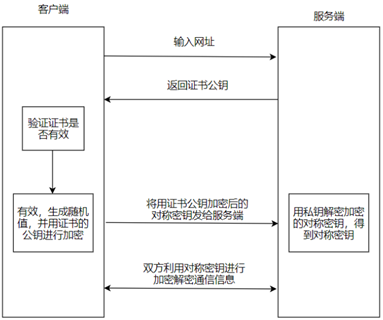 客户端
服务端
输入网址
返回证书公钥
验证证书是
否有效
有效，生成随机
值，并用证书的
公钥进行加密
将用证书公钥加密后的
对称密钥发给服务端
用私钥解密加密
的对称密钥，得
到对称密钥
双方利用对称密钥进行
加密解密通信信息